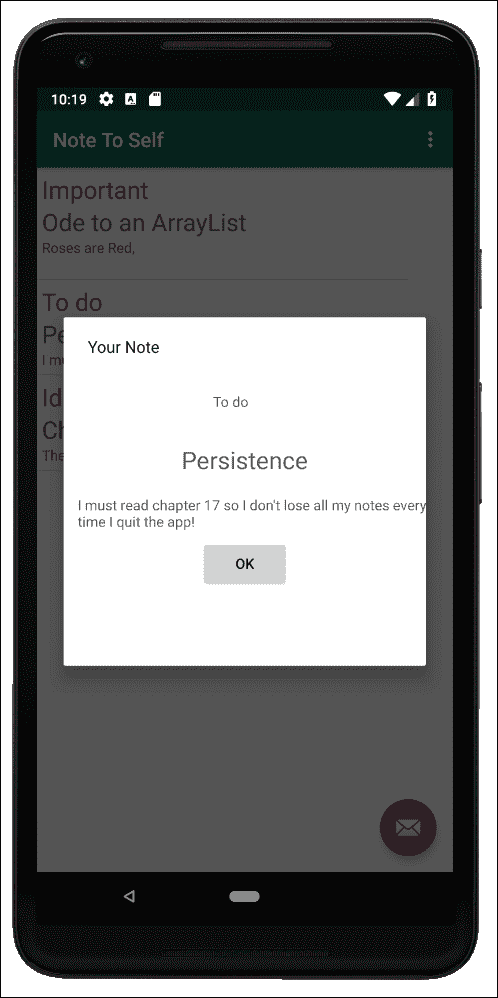 10:19
Note To Self
Important
Ode to an ArrayList
Roses are Red,
To do
Pe
I m
Id
Ch
The
Your Note
To do
Persistence
I must read chapter 17 so I don't lose all my notes every
time I quit the app!
OK